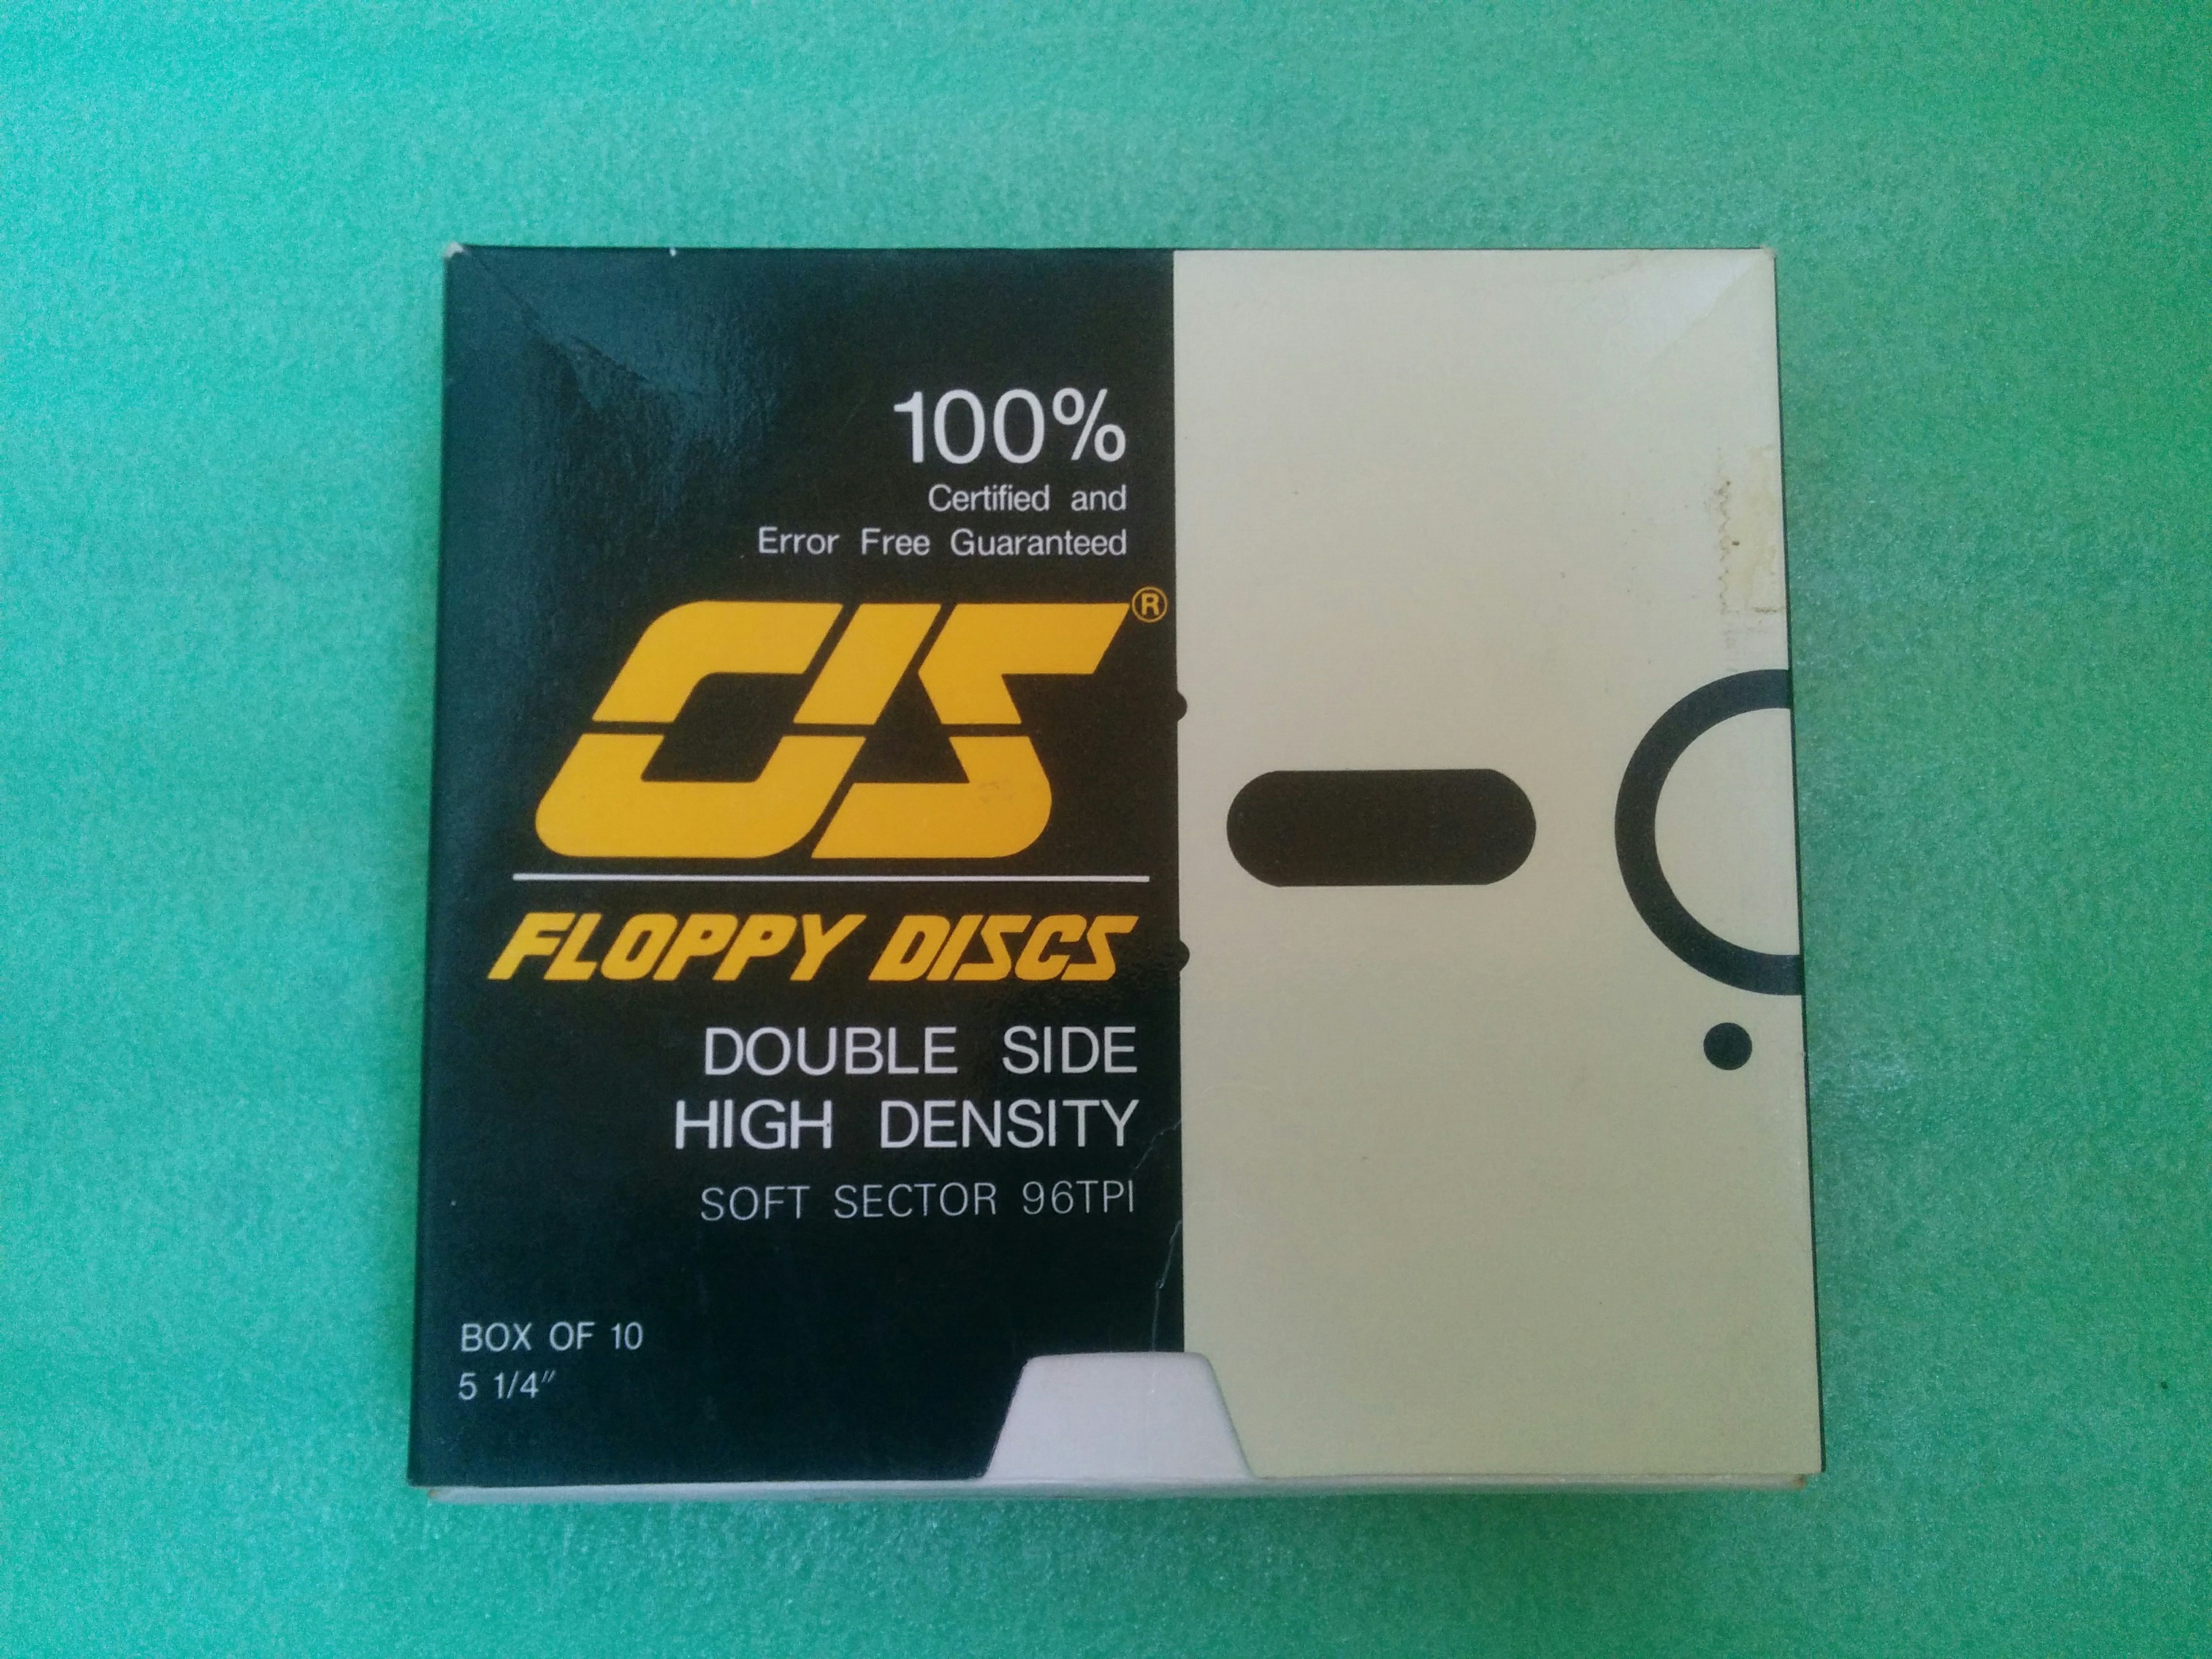 100%
Certified and
Error Free Guaranteed
CIS®
FLOPPY DISCS
DOUBLE SIDE
HIGH DENSITY
SOFT SECTOR 96TPI
BOX OF 10
5 1/4″